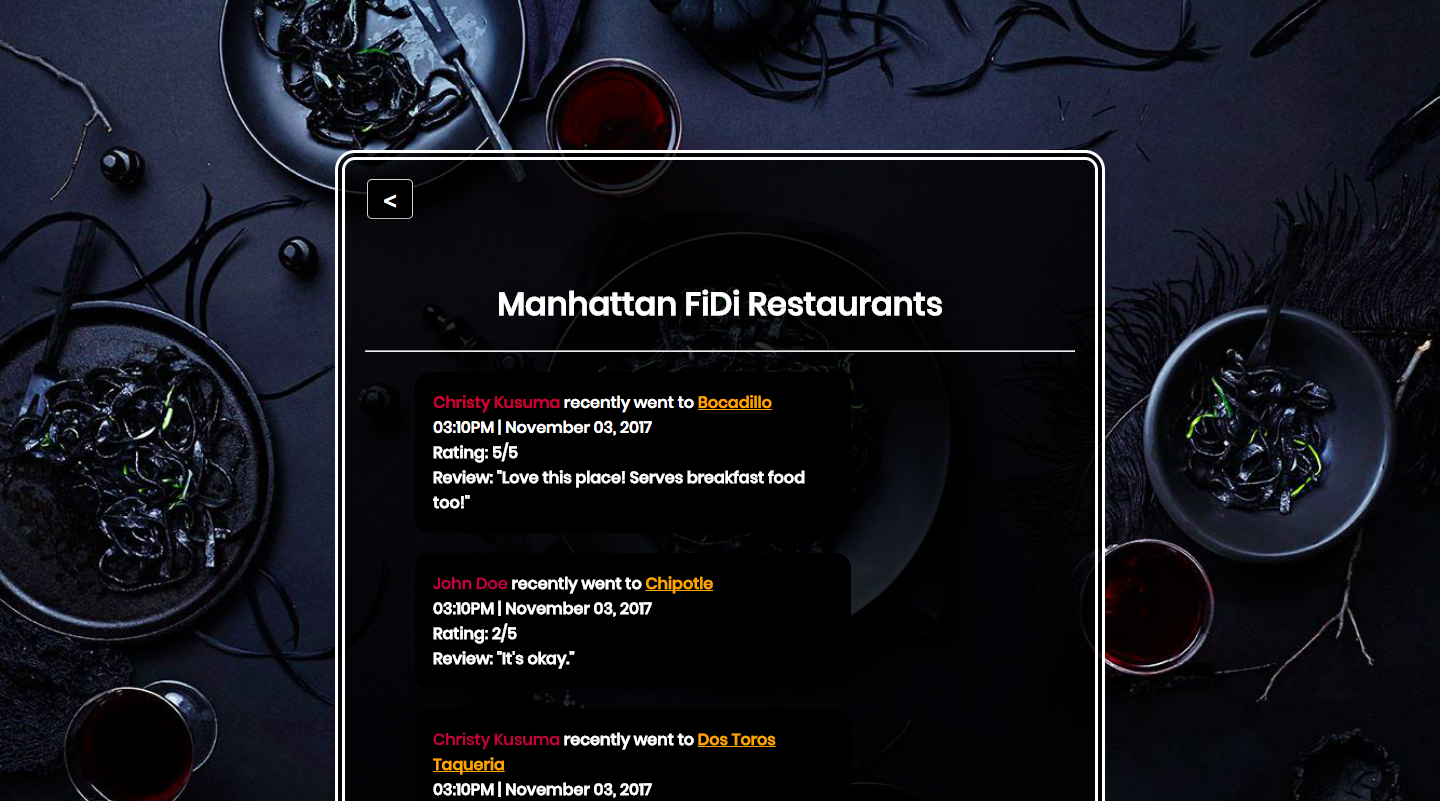 <
Manhattan FiDi Restaurants
Christy Kusuma recently went to Bocadillo
03:10PM | November 03, 2017
Rating: 5/5
Review: "Love this place! Serves breakfast food
too!"
John Doe recently went to Chipotle
03:10PM | November 03, 2017
Rating: 2/5
Review: "It's okay."
Christy Kusuma recently went to Dos Toros
Taqueria
03:10PM | November 03, 2017